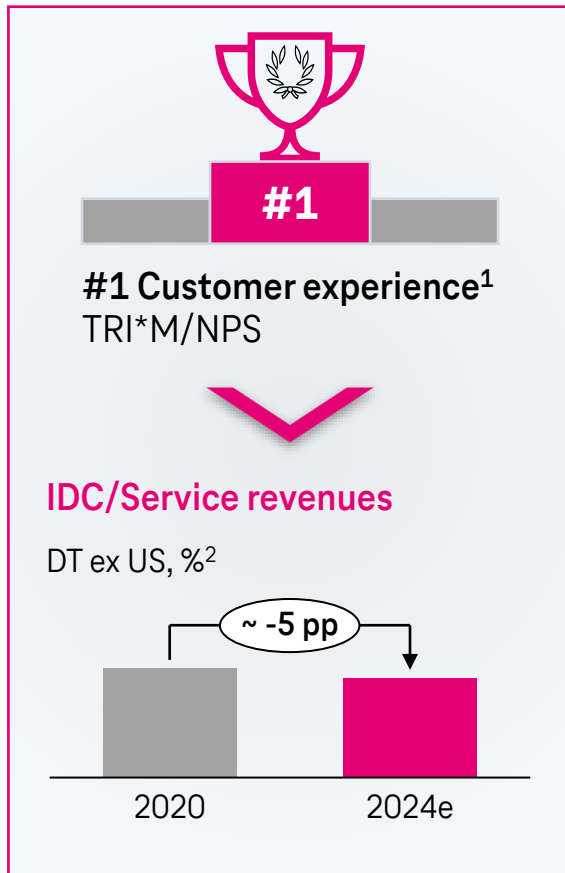 #1
#1 Customer experience¹
TRI*M/NPS
IDC/Service revenues
DT ex US, %²
~ -5 pp
2020 2024e